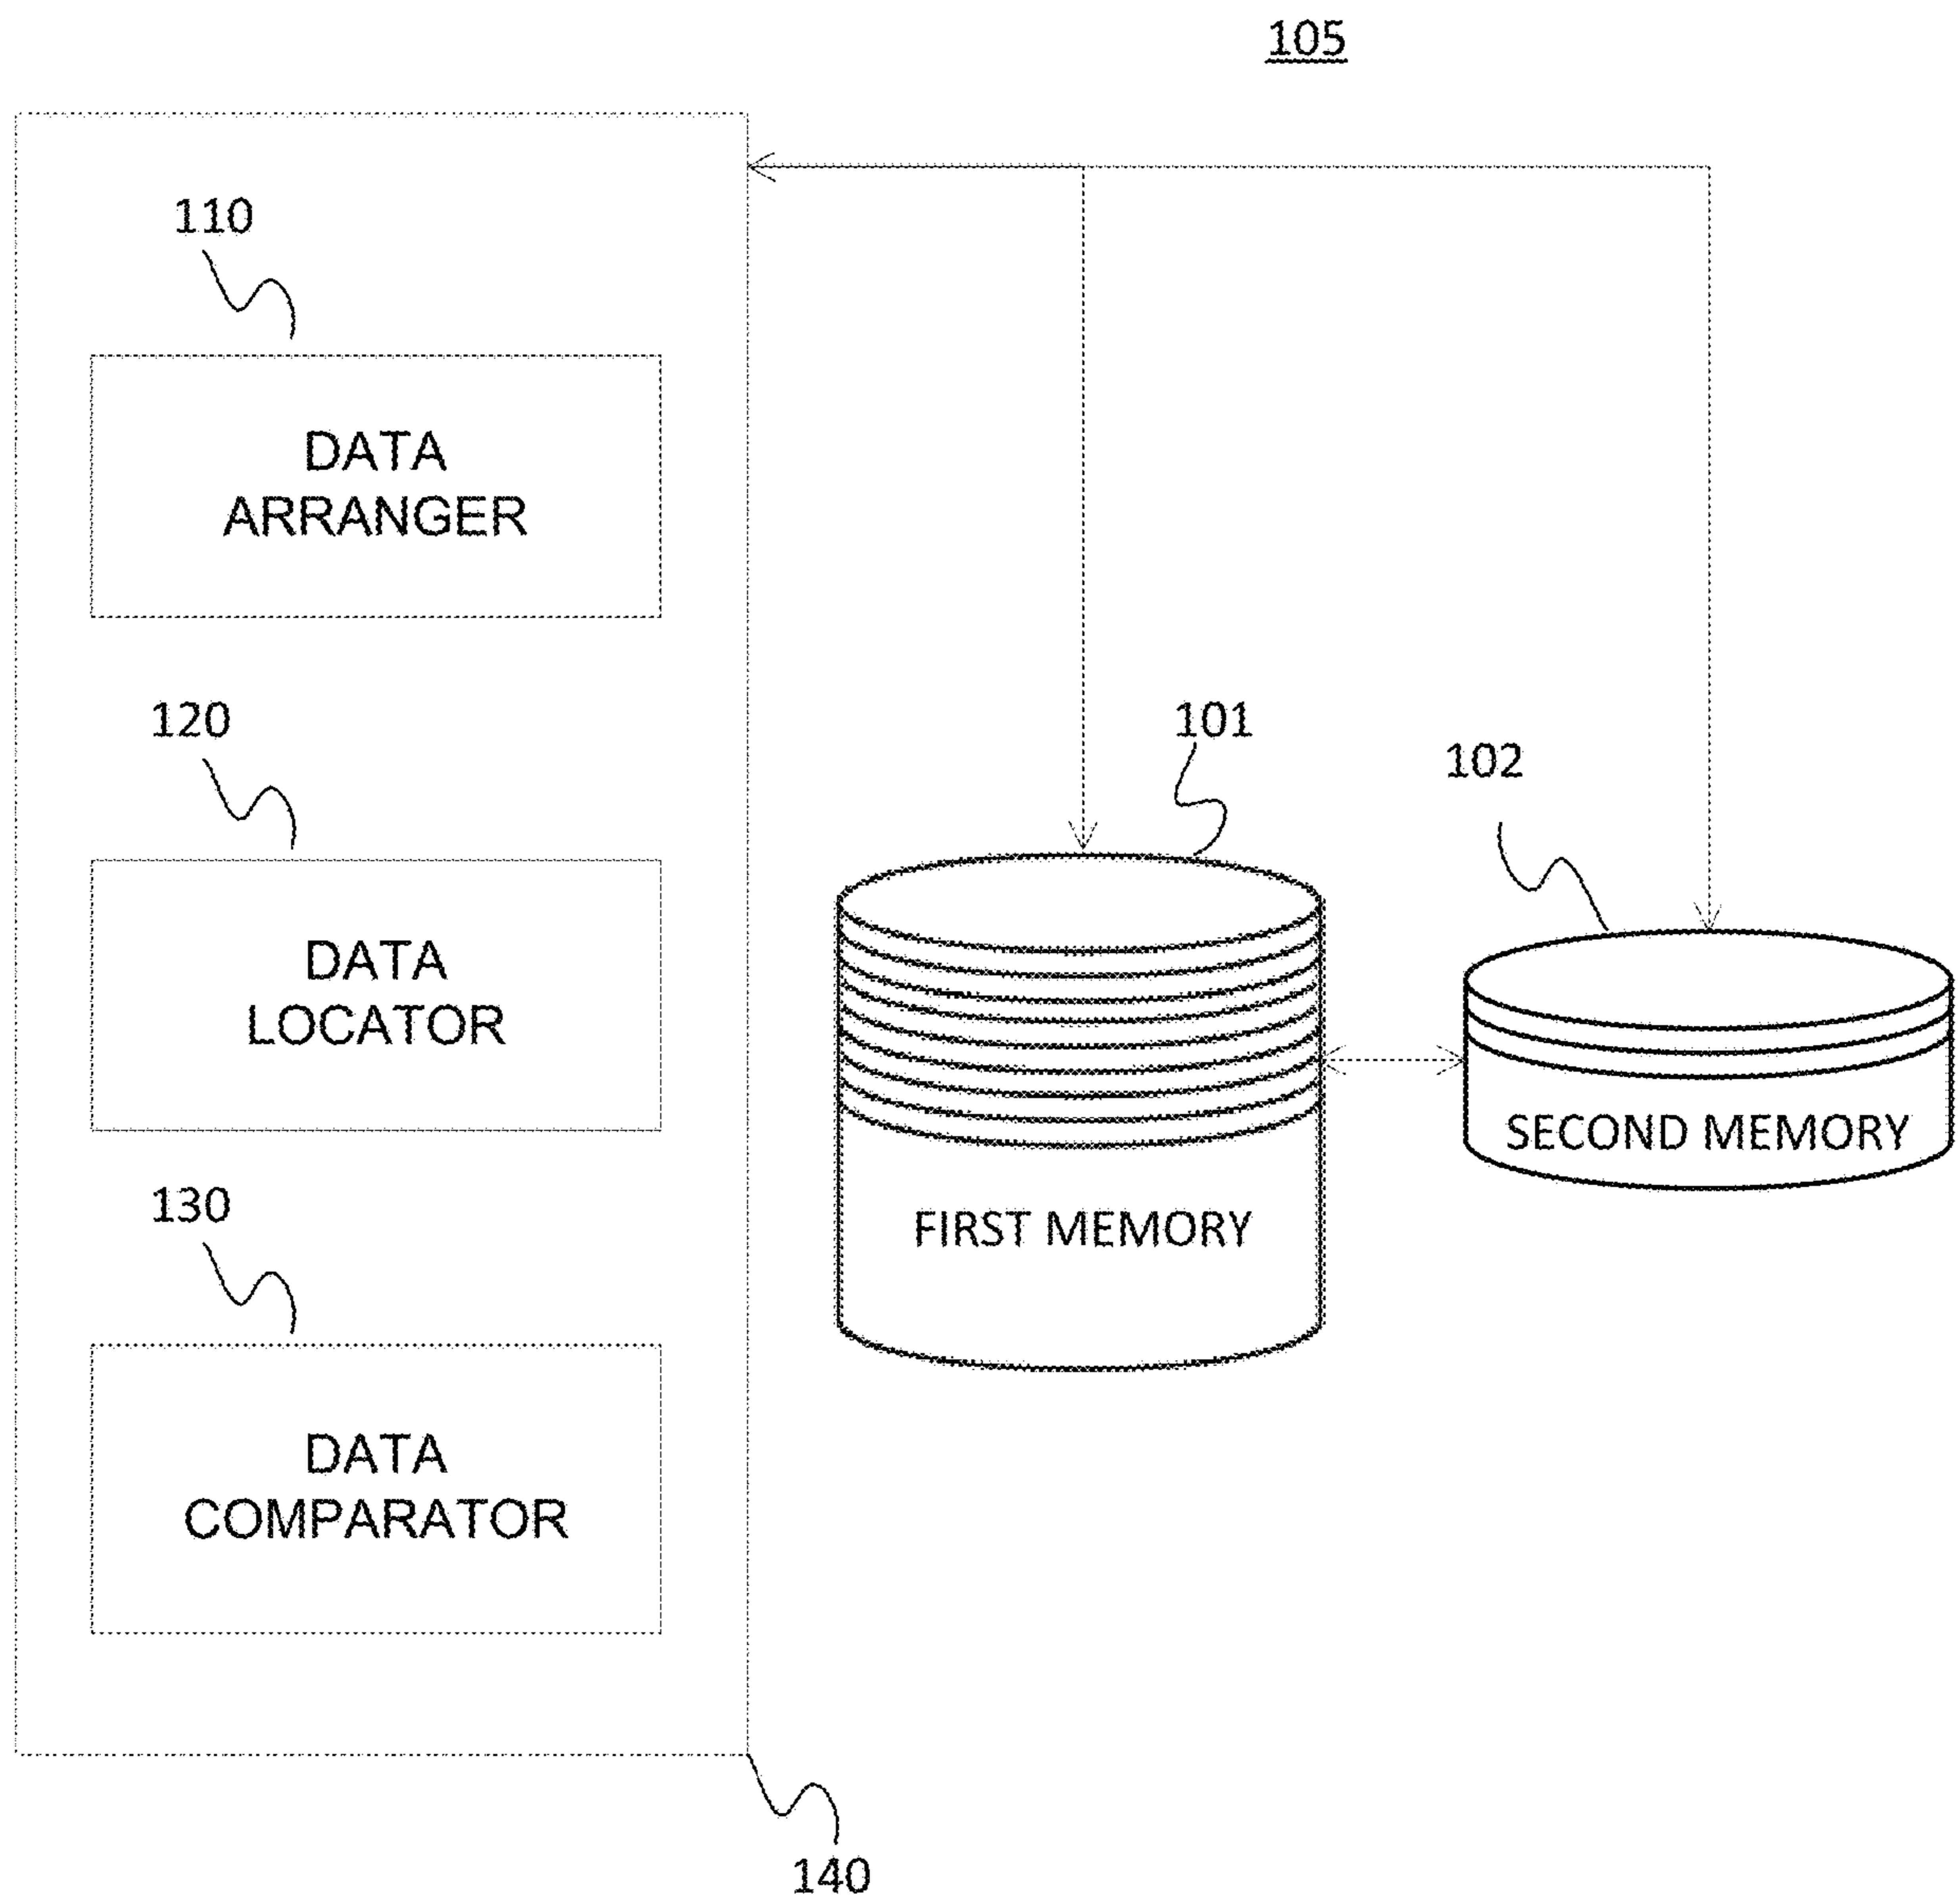 105
110
DATA
ARRANGER
120
DATA
LOCATOR
130
DATA
COMPARATOR
101
102
FIRST MEMORY
SECOND MEMORY
140